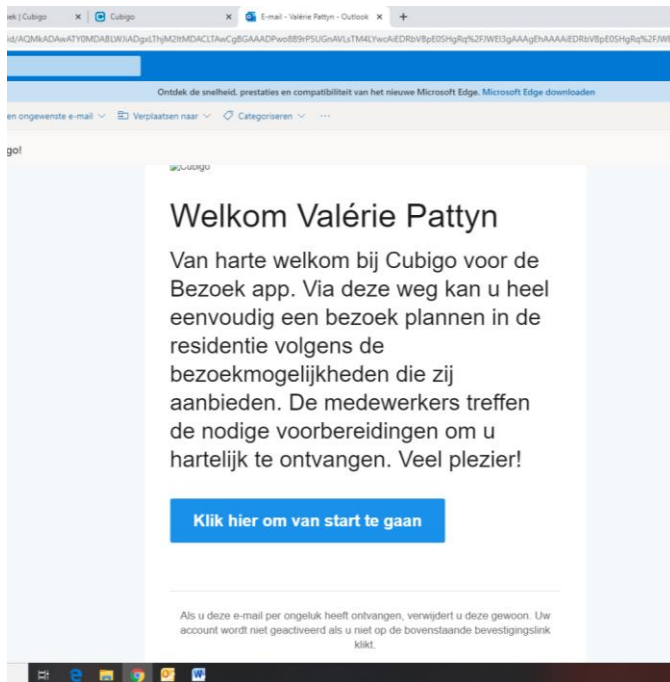 Cubigo
Cubigo
E-mail - Valérie Pattyn - Outlook
Ontdek de snelheid, prestaties en compatibiliteit van het nieuwe Microsoft Edge. Microsoft Edge downloaden
en ongewenste e-mail Verplaatsen naar Categoriseren ...
go!
Cubigo
Welkom Valérie Pattyn
Van harte welkom bij Cubigo voor de
Bezoek app. Via deze weg kan u heel
eenvoudig een bezoek plannen in de
residentie volgens de
bezoekmogelijkheden die zij
aanbieden. De medewerkers treffen
de nodige voorbereidingen om u
hartelijk te ontvangen. Veel plezier!
Klik hier om van start te gaan
Als u deze e-mail per ongeluk heeft ontvangen, verwijdert u deze gewoon. Uw
account wordt niet geactiveerd als u niet op de bovenstaande bevestigingslink
klikt.